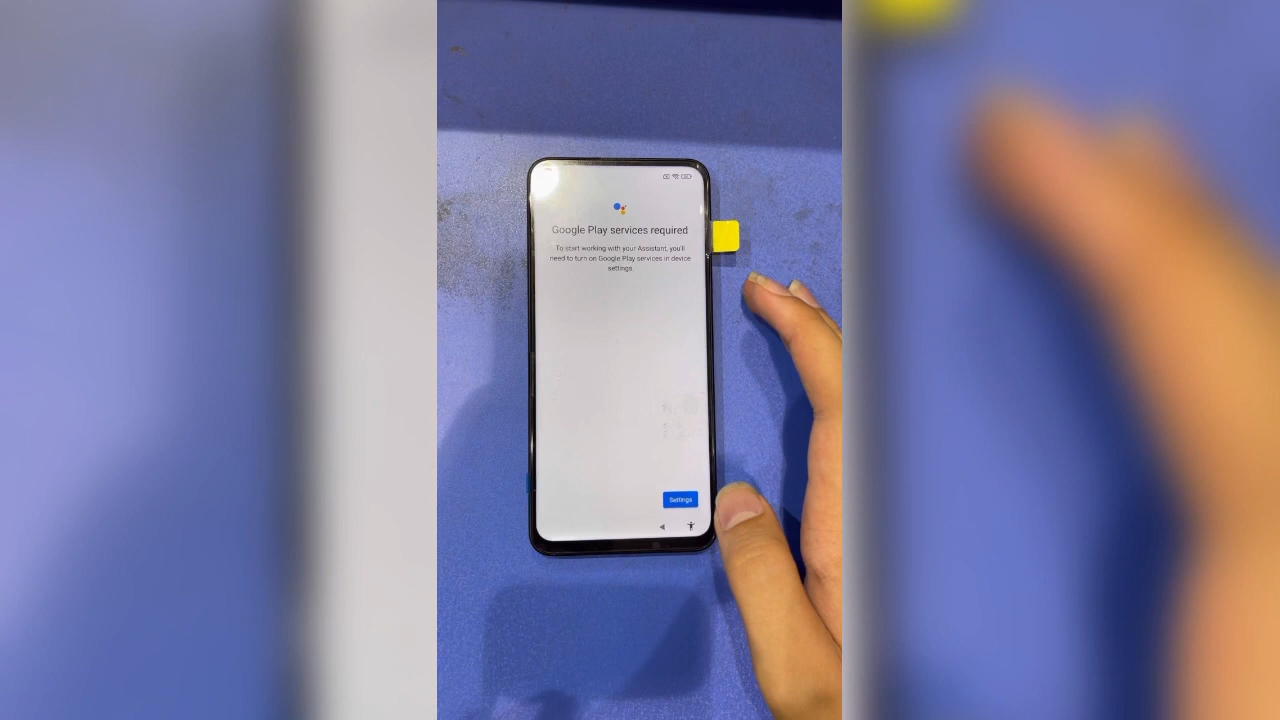 Google Play services required
To start working with your Assistant, you'll
need to turn on Google Play services in device
settings.
Settings